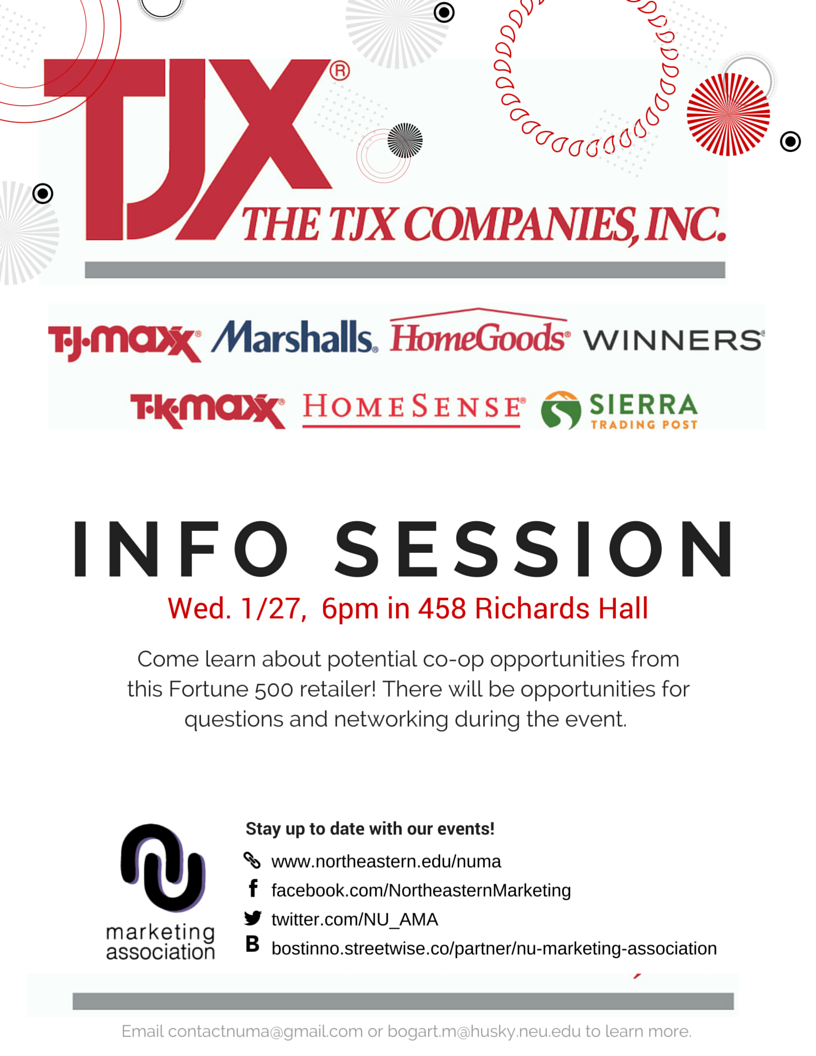 TJX®
THE TJX COMPANIES, INC.
T·J·maxx® Marshalls® HomeGoods® WINNERS®
T·K·maxx® HOMESENSE® SIERRA
TRADING POST
INFO SESSION
Wed. 1/27, 6pm in 458 Richards Hall
Come learn about potential co-op opportunities from
this Fortune 500 retailer! There will be opportunities for
questions and networking during the event.
Stay up to date with our events!
www.northeastern.edu/numa
f facebook.com/NortheasternMarketing
twitter.com/NU_AMA
B bostinno.streetwise.co/partner/nu-marketing-association
marketing
association
Email contactnuma@gmail.com or bogart.m@husky.neu.edu to learn more.